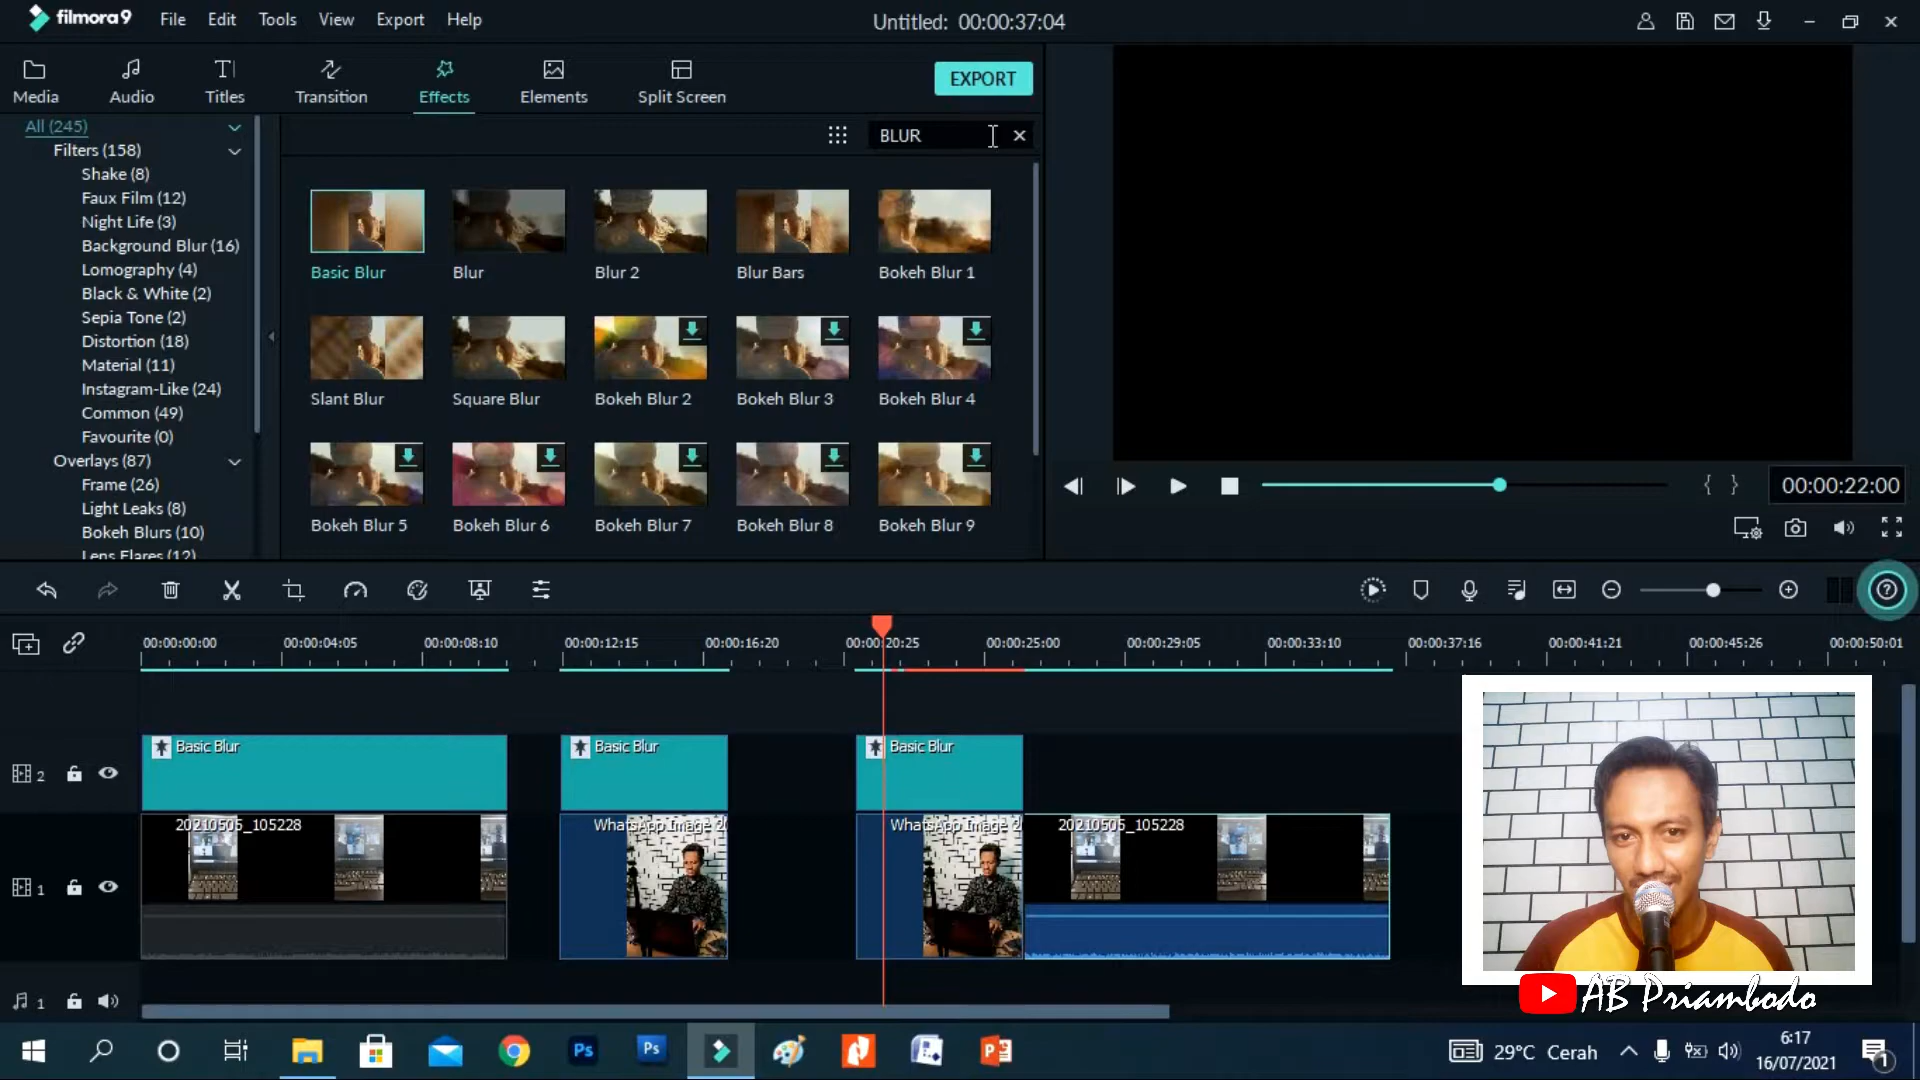 filmora9
File Edit Tools View Export Help
Untitled: 00:00:37:04
Media Audio Titles Transition Effects Elements Split Screen
EXPORT
All (245)
Filters (158)
Shake (8)
Faux Film (12)
Night Life (3)
Background Blur (16)
Lomography (4)
Black & White (2)
Sepia Tone (2)
Distortion (18)
Material (11)
Instagram-Like (24)
Common (49)
Favourite (0)
Overlays (87)
Frame (26)
Light Leaks (8)
Bokeh Blurs (10)
Lens Flares (12)
BLUR
Basic Blur Blur Blur 2 Blur Bars Bokeh Blur 1
Slant Blur Square Blur Bokeh Blur 2 Bokeh Blur 3 Bokeh Blur 4
Bokeh Blur 5 Bokeh Blur 6 Bokeh Blur 7 Bokeh Blur 8 Bokeh Blur 9
{ } 00:00:22:00
00:00:00:00 00:00:04:05 00:00:08:10 00:00:12:15 00:00:16:20 00:00:20:25 00:00:25:00 00:00:29:05 00:00:33:10 00:00:37:16 00:00:41:21 00:00:45:26 00:00:50:01
2 Basic Blur Basic Blur Basic Blur
1 20210505_105228 WhatsApp Image 2 WhatsApp Image 2 20210505_105228
1
AB Priambodo
Ps Ps
29°C Cerah
6:17
16/07/2021
1